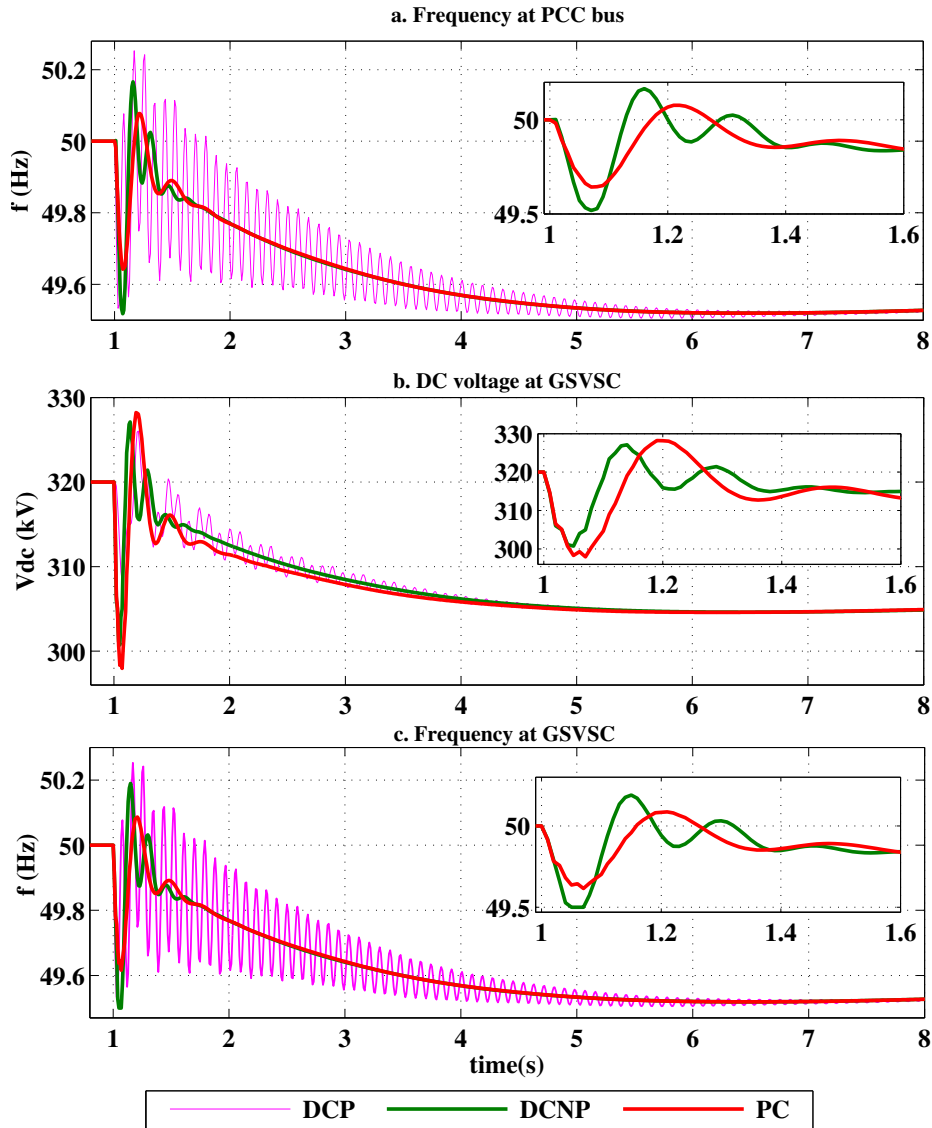 a. Frequency at PCC bus
f (Hz)
50.2
50
49.8
49.6
1 2 3 4 5 6 7 8
50
49.5
1 1.2 1.4 1.6
b. DC voltage at GSVSC
Vdc (kV)
330
320
310
300
1 2 3 4 5 6 7 8
330
320
310
300
1 1.2 1.4 1.6
c. Frequency at GSVSC
f (Hz)
50.2
50
49.8
49.6
1 2 3 4 5 6 7 8
50
49.5
1 1.2 1.4 1.6
time(s)
DCP DCNP PC